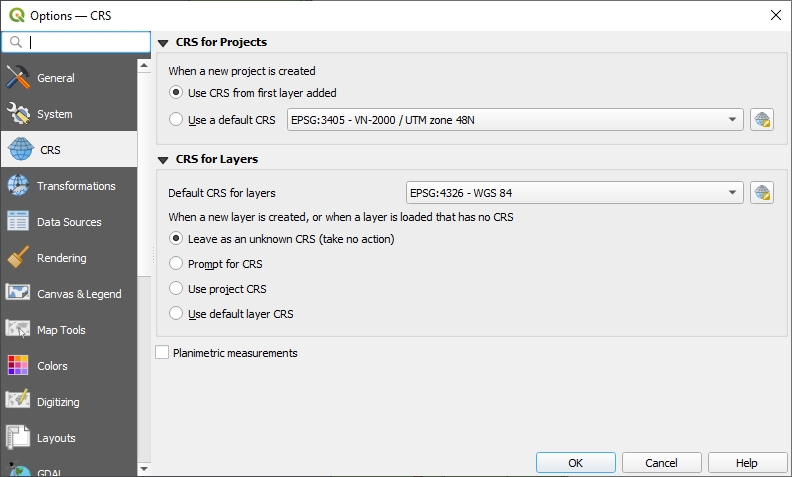 Options — CRS
General
System
CRS
Transformations
Data Sources
Rendering
Canvas & Legend
Map Tools
Colors
Digitizing
Layouts
GDAL
CRS for Projects
When a new project is created
Use CRS from first layer added
Use a default CRS EPSG:3405 - VN-2000 / UTM zone 48N
CRS for Layers
Default CRS for layers EPSG:4326 - WGS 84
When a new layer is created, or when a layer is loaded that has no CRS
Leave as an unknown CRS (take no action)
Prompt for CRS
Use project CRS
Use default layer CRS
Planimetric measurements
OK Cancel Help